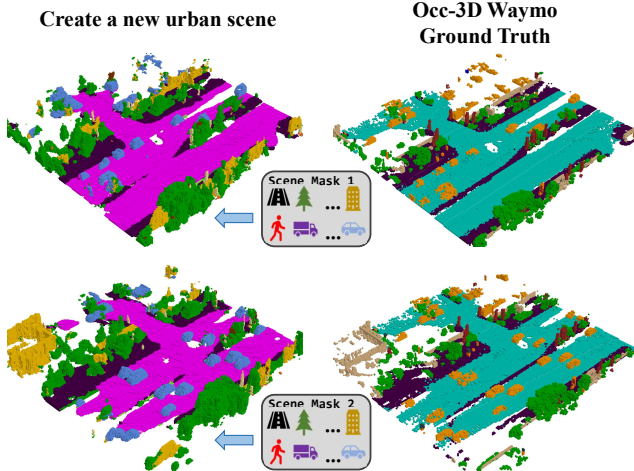 Create a new urban scene
Occ-3D Waymo
Ground Truth
Scene Mask 1
...
...
Scene Mask 2
...
...